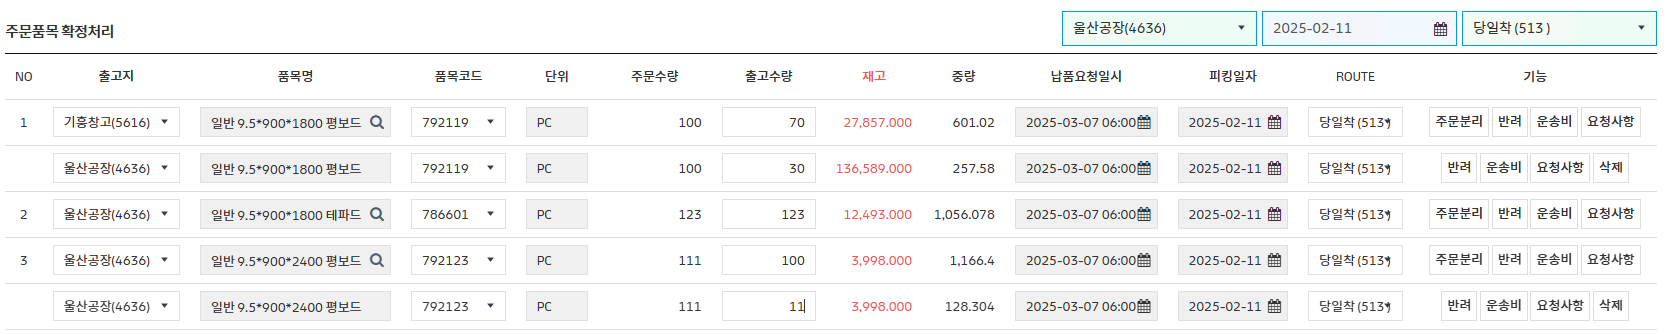 주문품목 확정처리 울산공장(4636) 2025-02-11 당일착 (513 )
NO 출고지 품목명 품목코드 단위 주문수량 출고수량 재고 중량 납품요청일시 피킹일자 ROUTE 기능
1 기흥창고(5616) 일반 9.5*900*1800 평보드 792119 PC 100 70 27,857.000 601.02 2025-03-07 06:00 2025-02-11 당일착 (513) 주문분리 반려 운송비 요청사항
울산공장(4636) 일반 9.5*900*1800 평보드 792119 PC 100 30 136,589.000 257.58 2025-03-07 06:00 2025-02-11 당일착 (513) 반려 운송비 요청사항 삭제
2 울산공장(4636) 일반 9.5*900*1800 테파드 786601 PC 123 123 12,493.000 1,056.078 2025-03-07 06:00 2025-02-11 당일착 (513) 주문분리 반려 운송비 요청사항
3 울산공장(4636) 일반 9.5*900*2400 평보드 792123 PC 111 100 3,998.000 1,166.4 2025-03-07 06:00 2025-02-11 당일착 (513) 주문분리 반려 운송비 요청사항
울산공장(4636) 일반 9.5*900*2400 평보드 792123 PC 111 11 3,998.000 128.304 2025-03-07 06:00 2025-02-11 당일착 (513) 반려 운송비 요청사항 삭제